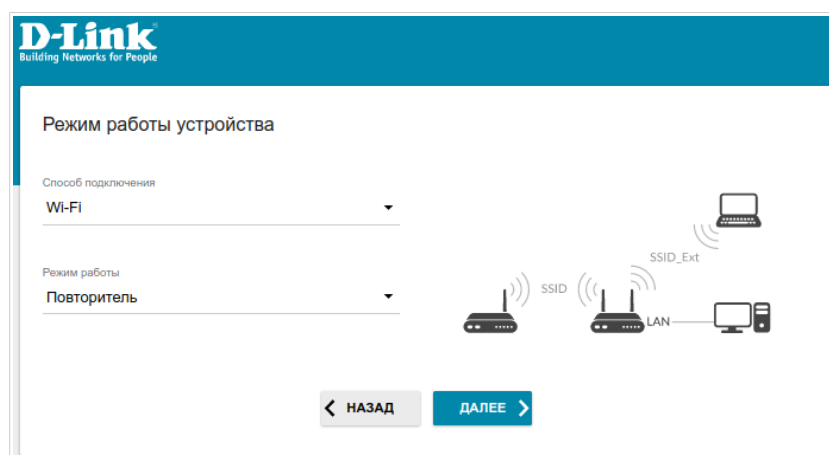 D-Link
Building Networks for People
Режим работы устройства
Способ подключения
Wi-Fi
Режим работы
Повторитель
SSID
SSID_Ext
LAN
НАЗАД
ДАЛЕЕ